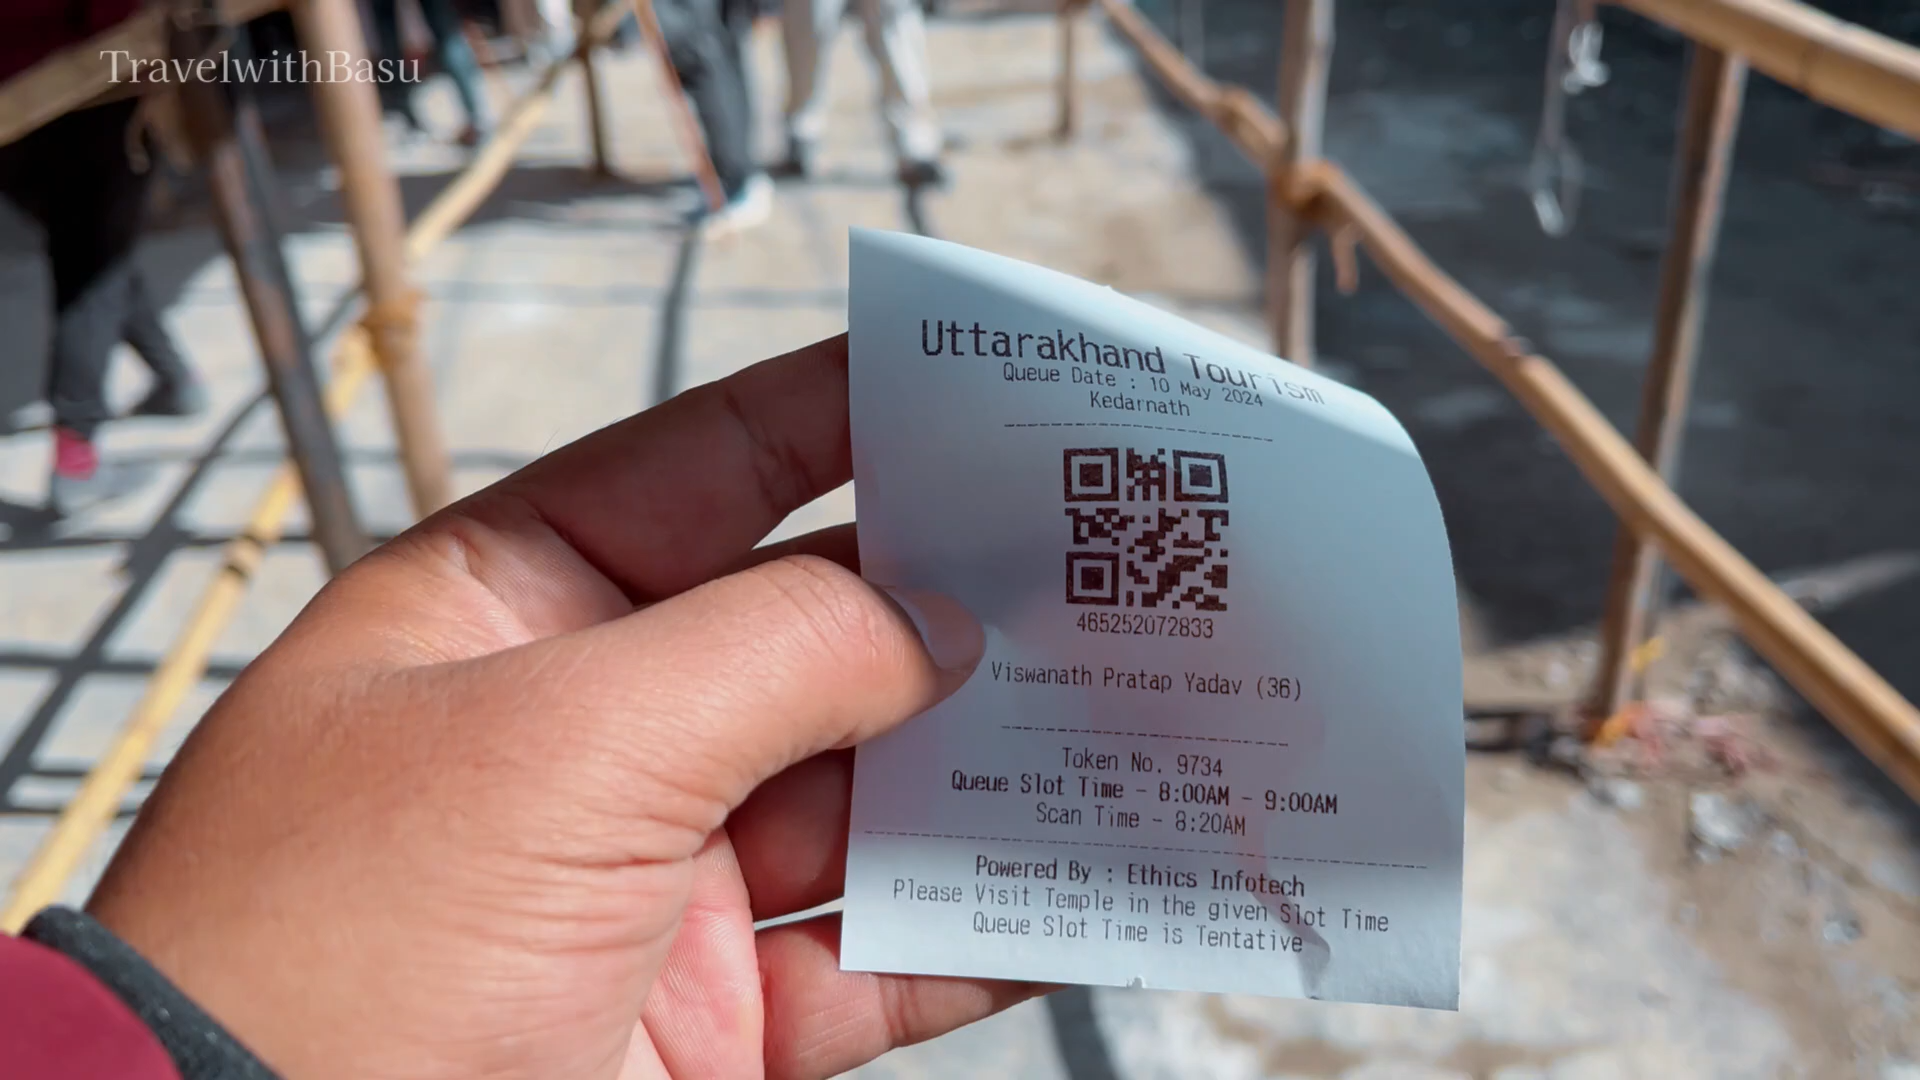 TravelwithBasu
Uttarakhand Tourism
Queue Date : 10 May 2024
Kedarnath
465252072833
Viswanath Pratap Yadav (36)
Token No. 9734
Queue Slot Time - 8:00AM - 9:00AM
Scan Time - 8:20AM
Powered By : Ethics Infotech
Please Visit Temple in the given Slot Time
Queue Slot Time is Tentative